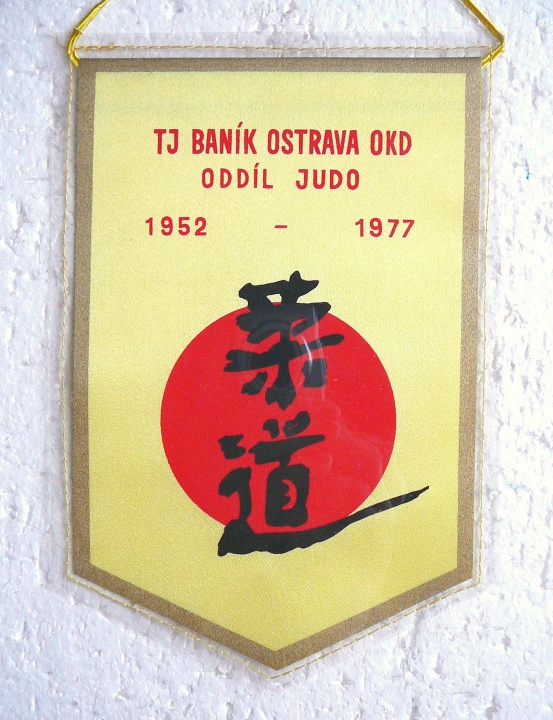 TJ BANÍK OSTRAVA OKD
ODDÍL JUDO
1952 - 1977
柔
道